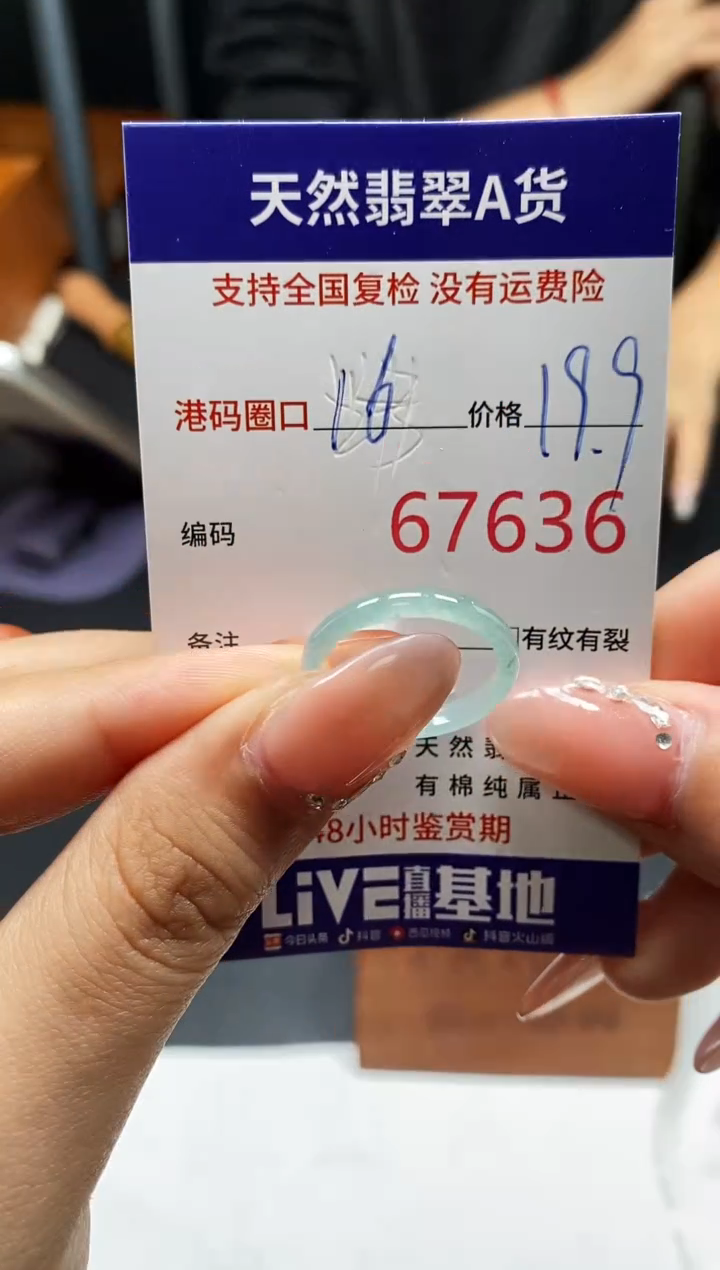 天然翡翠A货
支持全国复检 没有运费险
港码圈口 16 价格 19.9
编码 67636
备注 有纹有裂
天然翡
有棉纯属正
48小时鉴赏期
LiVE直播基地
今日头条 抖音 西瓜视频 抖音火山版